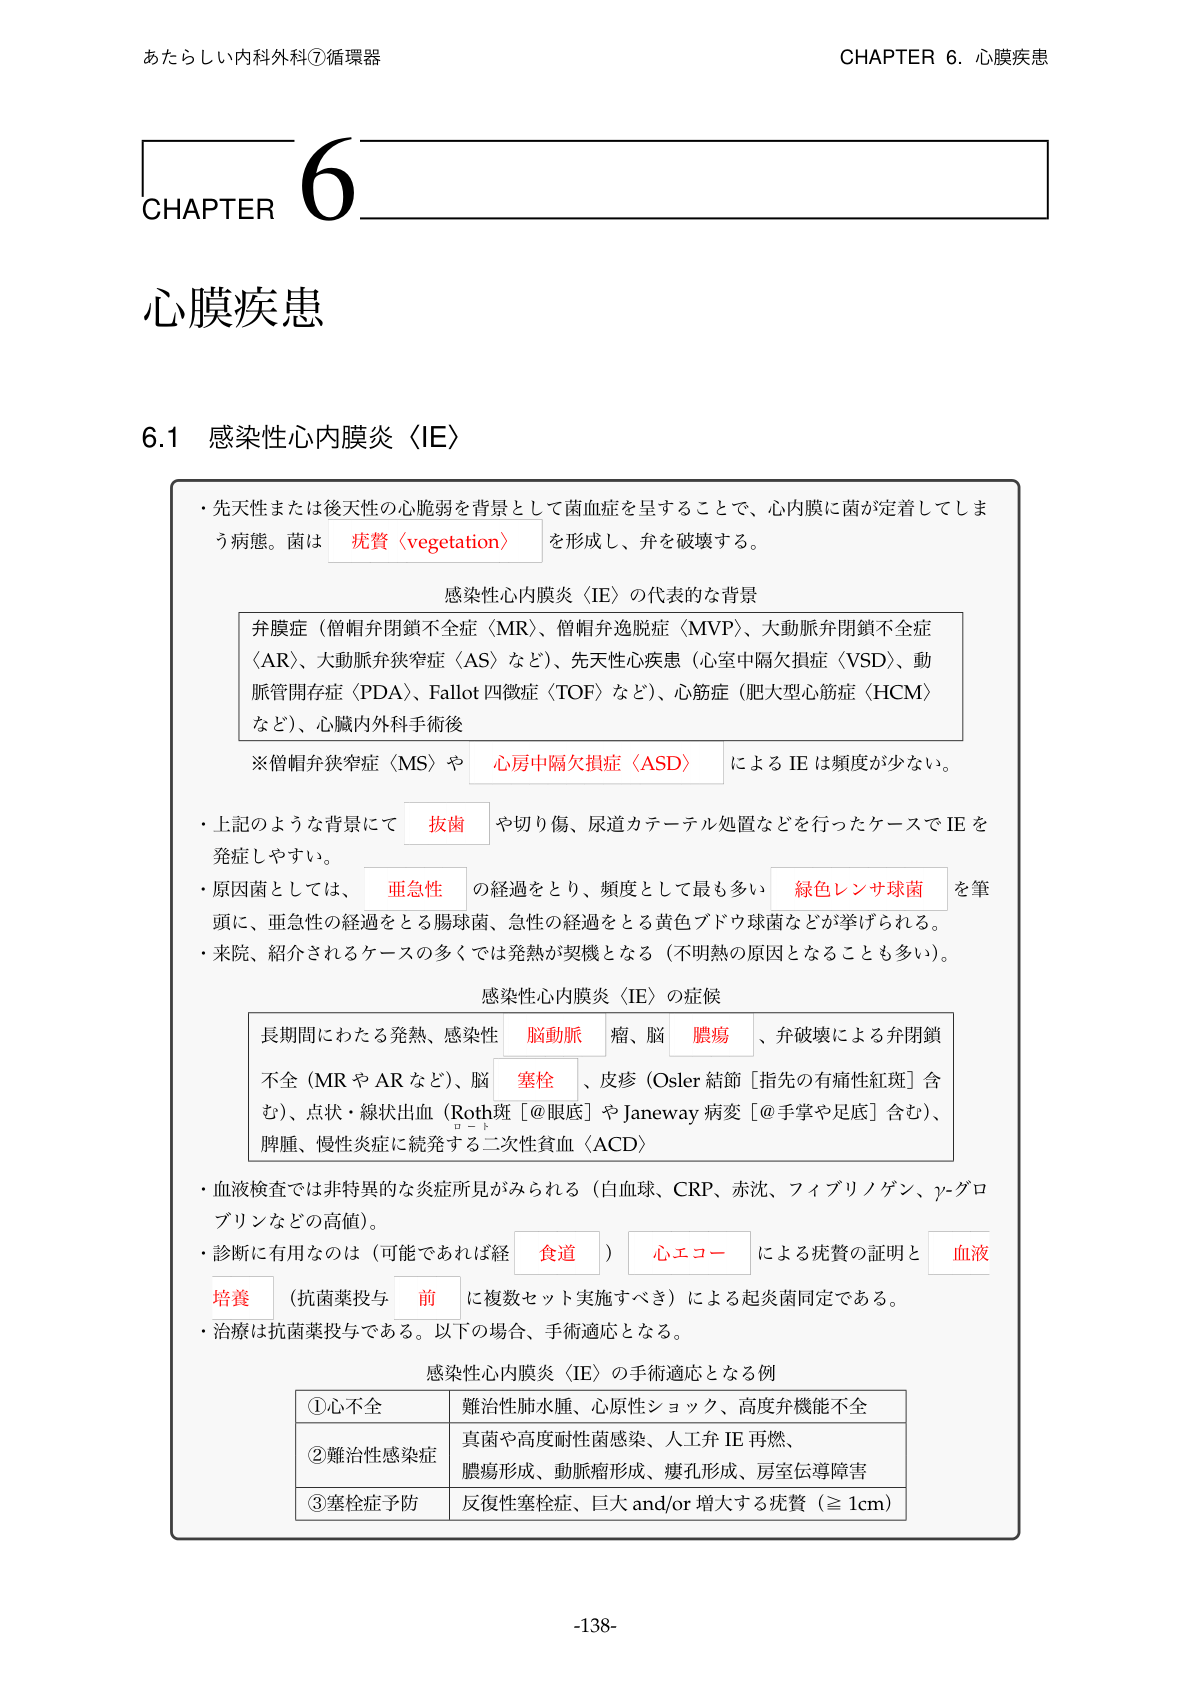 あたらしい内科外科⑦循環器
CHAPTER 6. 心膜疾患
CHAPTER 6
心膜疾患
6.1 感染性心内膜炎〈IE〉
・先天性または後天性の心脆弱を背景として菌血症を呈することで、心内膜に菌が定着してしま
う病態。菌は 疣贅〈vegetation〉 を形成し、弁を破壊する。
感染性心内膜炎〈IE〉の代表的な背景
弁膜症（僧帽弁閉鎖不全症〈MR〉、僧帽弁逸脱症〈MVP〉、大動脈弁閉鎖不全症
〈AR〉、大動脈弁狭窄症〈AS〉など）、先天性心疾患（心室中隔欠損症〈VSD〉、動
脈管開存症〈PDA〉、Fallot 四徴症〈TOF〉など）、心筋症（肥大型心筋症〈HCM〉
など）、心臓内外科手術後
※僧帽弁狭窄症〈MS〉や 心房中隔欠損症〈ASD〉 による IE は頻度が少ない。
・上記のような背景にて 抜歯 や切り傷、尿道カテーテル処置などを行ったケースで IE を
発症しやすい。
・原因菌としては、 亜急性 の経過をとり、頻度として最も多い 緑色レンサ球菌 を筆
頭に、亜急性の経過をとる腸球菌、急性の経過をとる黄色ブドウ球菌などが挙げられる。
・来院、紹介されるケースの多くでは発熱が契機となる（不明熱の原因となることも多い）。
感染性心内膜炎〈IE〉の症候
長期間にわたる発熱、感染性 脳動脈 瘤、脳 膿瘍 、弁破壊による弁閉鎖
不全（MR や AR など）、脳 塞栓 、皮疹（Osler 結節［指先の有痛性紅斑］含
む）、点状・線状出血（Roth斑［@眼底］や Janeway 病変［@手掌や足底］含む）、
ロート
脾腫、慢性炎症に続発する二次性貧血〈ACD〉
・血液検査では非特異的な炎症所見がみられる（白血球、CRP、赤沈、フィブリノゲン、γ-グロ
ブリンなどの高値）。
・診断に有用なのは（可能であれば経 食道 ） 心エコー による疣贅の証明と 血液
培養 （抗菌薬投与 前 に複数セット実施すべき）による起炎菌同定である。
・治療は抗菌薬投与である。以下の場合、手術適応となる。
感染性心内膜炎〈IE〉の手術適応となる例
①心不全 難治性肺水腫、心原性ショック、高度弁機能不全
②難治性感染症 真菌や高度耐性菌感染、人工弁 IE 再燃、
膿瘍形成、動脈瘤形成、瘻孔形成、房室伝導障害
③塞栓症予防 反復性塞栓症、巨大 and/or 増大する疣贅（≧ 1cm）
-138-